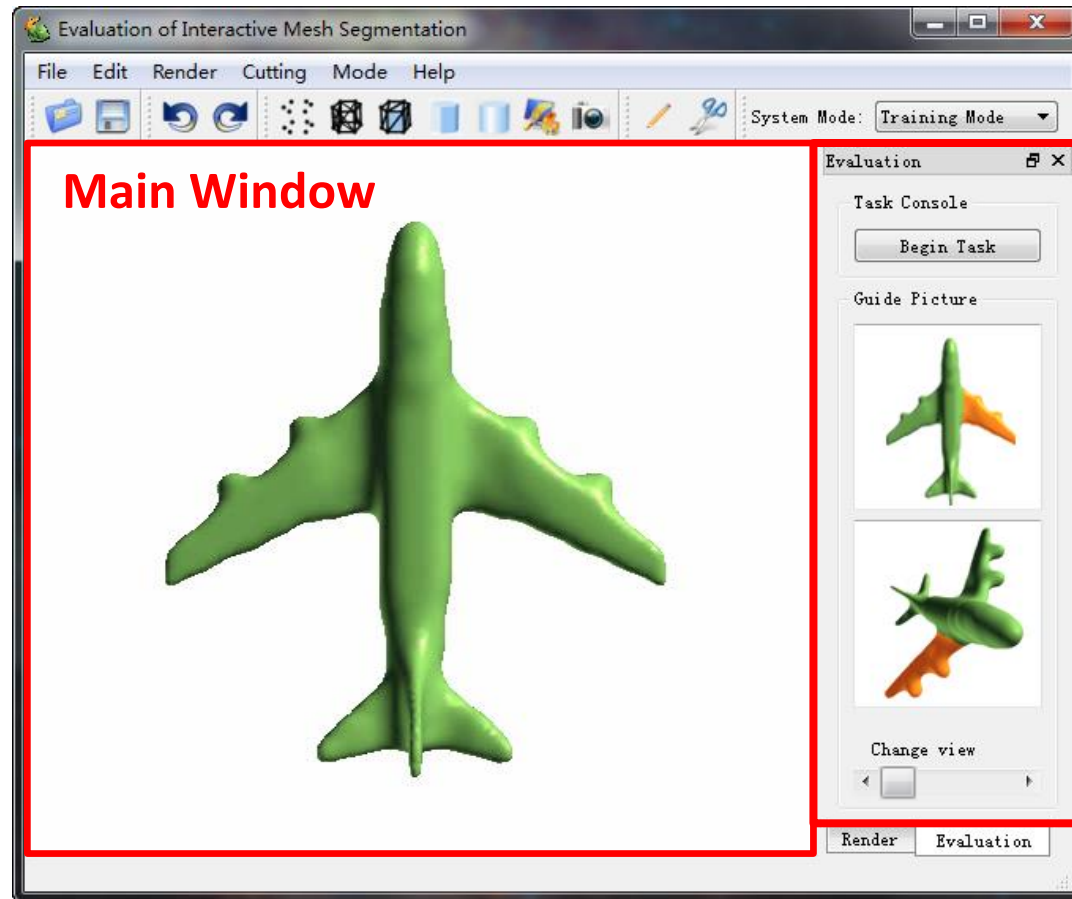 Evaluation of Interactive Mesh Segmentation
File Edit Render Cutting Mode Help
System Mode: Training Mode
Main Window
Evaluation
Task Console
Begin Task
Guide Picture
Change view
Render Evaluation